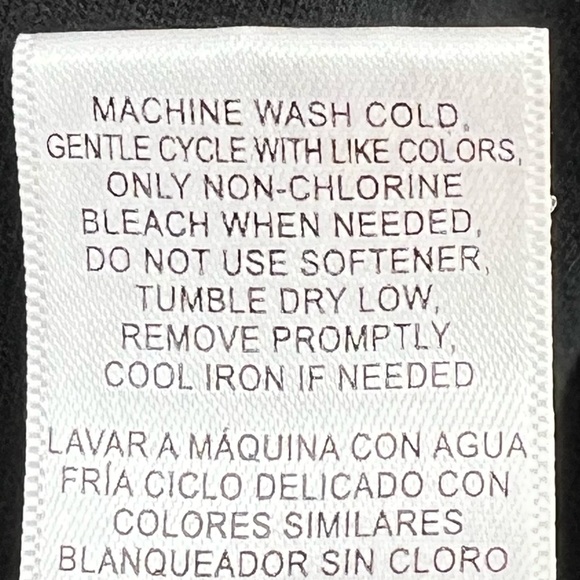 MACHINE WASH COLD,
GENTLE CYCLE WITH LIKE COLORS,
ONLY NON-CHLORINE
BLEACH WHEN NEEDED,
DO NOT USE SOFTENER,
TUMBLE DRY LOW,
REMOVE PROMPTLY,
COOL IRON IF NEEDED
LAVAR A MÁQUINA CON AGUA
FRÍA CICLO DELICADO CON
COLORES SIMILARES
BLANQUEADOR SIN CLORO